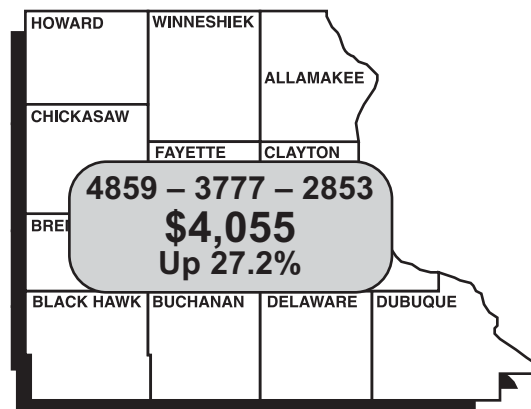 HOWARD WINNESHIEK
ALLAMAKEE
CHICKASAW
FAYETTE CLAYTON
4859 – 3777 – 2853
$4,055
Up 27.2%
BLACK HAWK BUCHANAN DELAWARE DUBUQUE